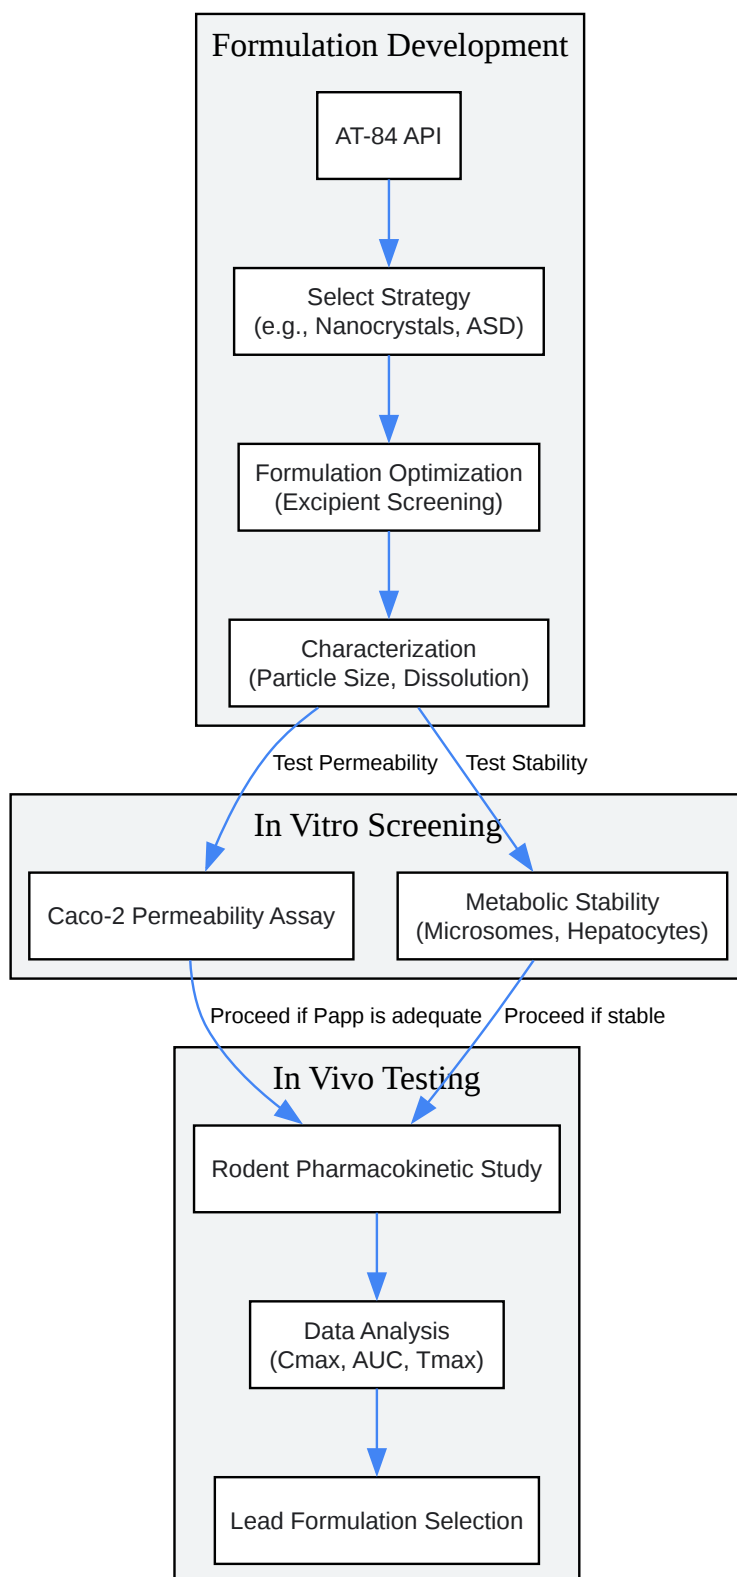 Formulation Development
AT-84 API
Select Strategy
(e.g., Nanocrystals, ASD)
Formulation Optimization
(Excipient Screening)
Characterization
(Particle Size, Dissolution)
Test Permeability
Test Stability
In Vitro Screening
Caco-2 Permeability Assay
Metabolic Stability
(Microsomes, Hepatocytes)
Proceed if Papp is adequate
Proceed if stable
In Vivo Testing
Rodent Pharmacokinetic Study
Data Analysis
(Cmax, AUC, Tmax)
Lead Formulation Selection